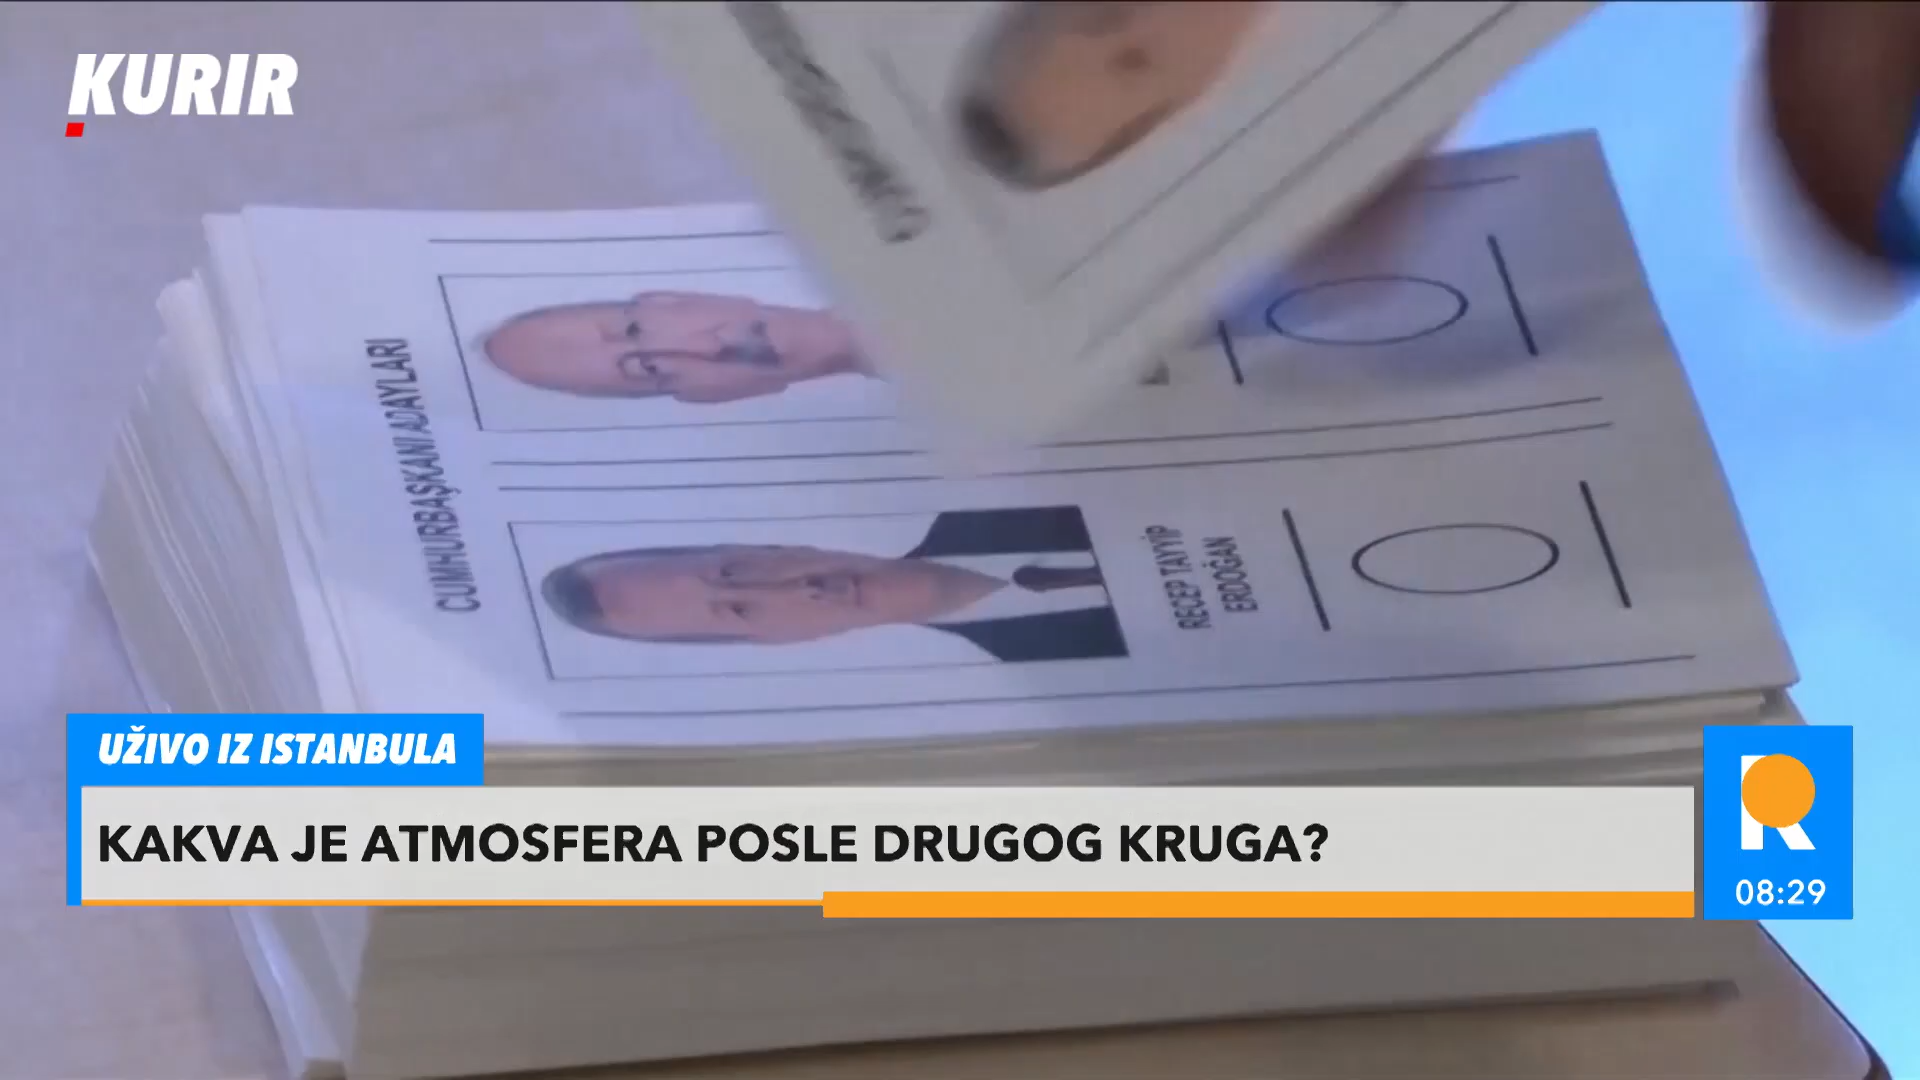 KURIR
CUMHURBAŞKANI ADAYLARI
RECEP TAYYİP
ERDOĞAN
UŽIVO IZ ISTANBULA
KAKVA JE ATMOSFERA POSLE DRUGOG KRUGA?
R
08:29